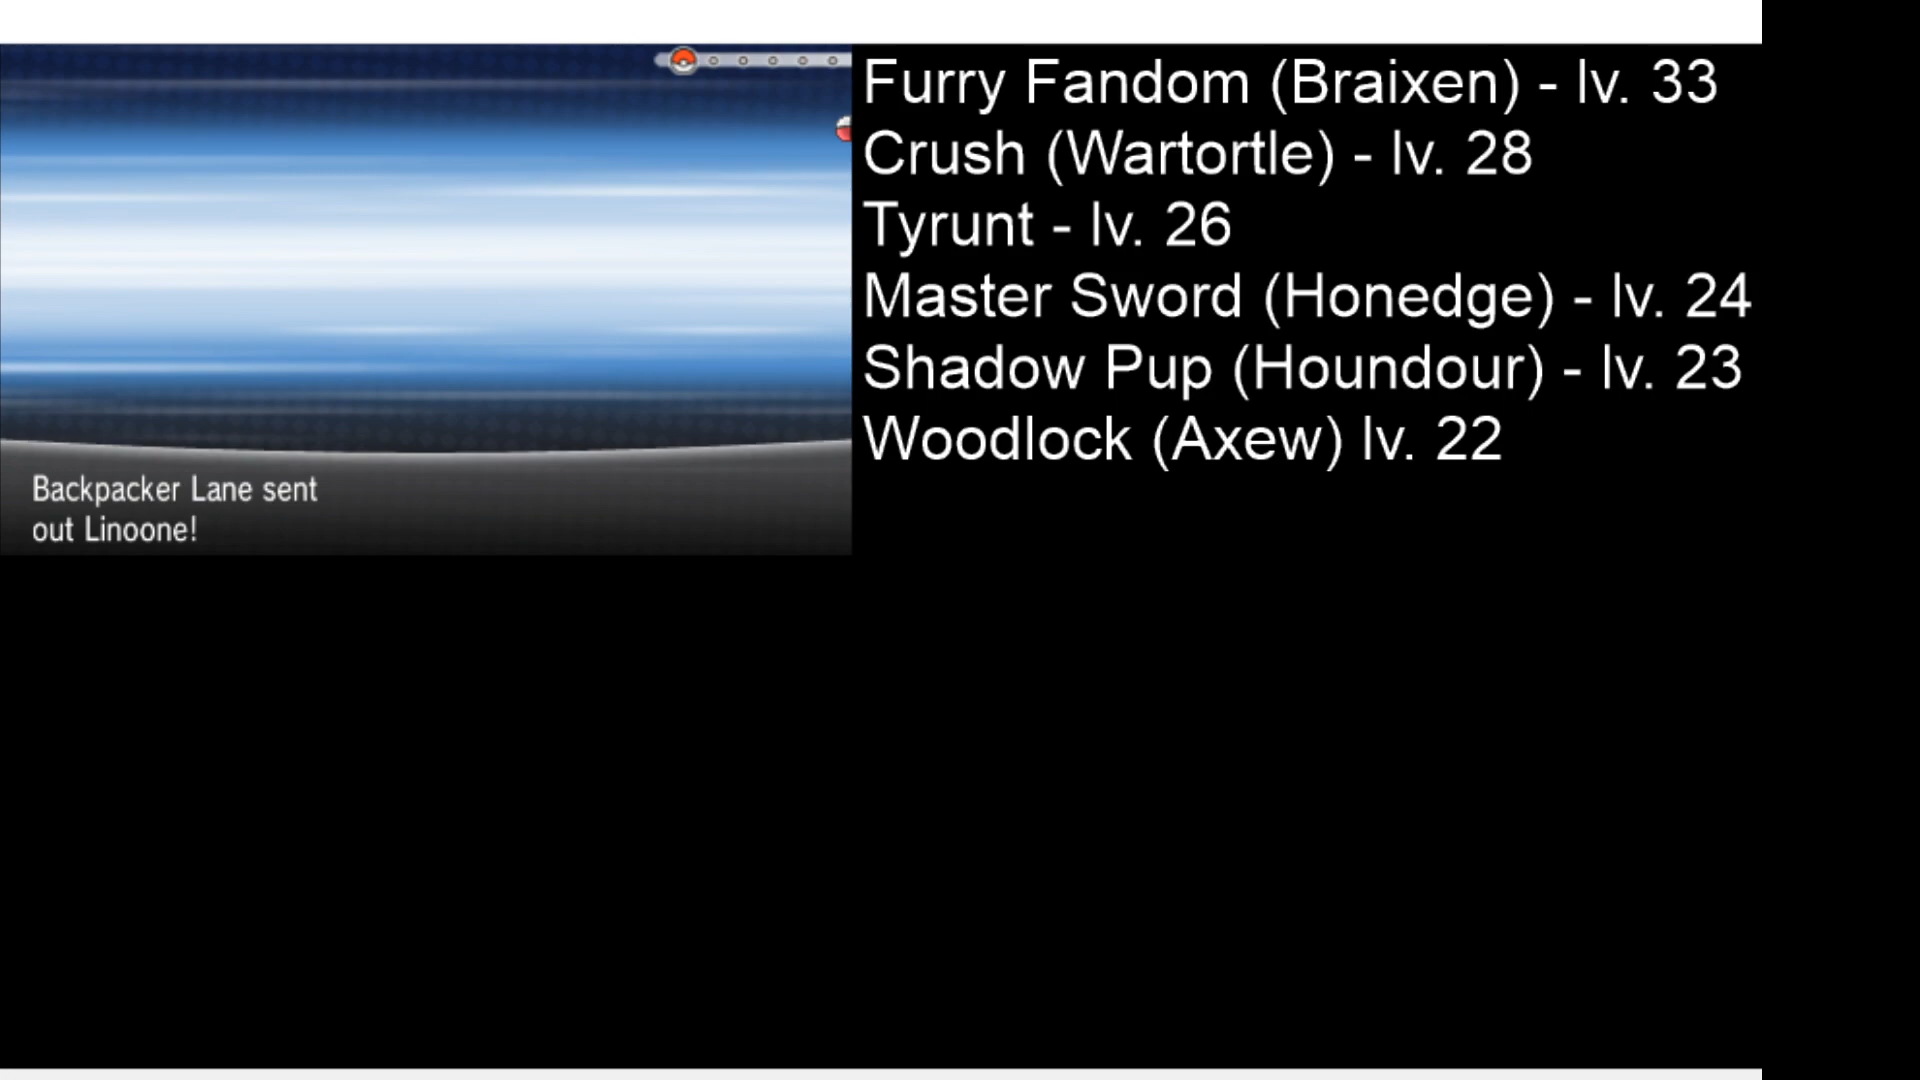 Furry Fandom (Braixen) - lv. 33
Crush (Wartortle) - lv. 28
Tyrunt - lv. 26
Master Sword (Honedge) - lv. 24
Shadow Pup (Houndour) - lv. 23
Woodlock (Axew) lv. 22
Backpacker Lane sent
out Linoone!